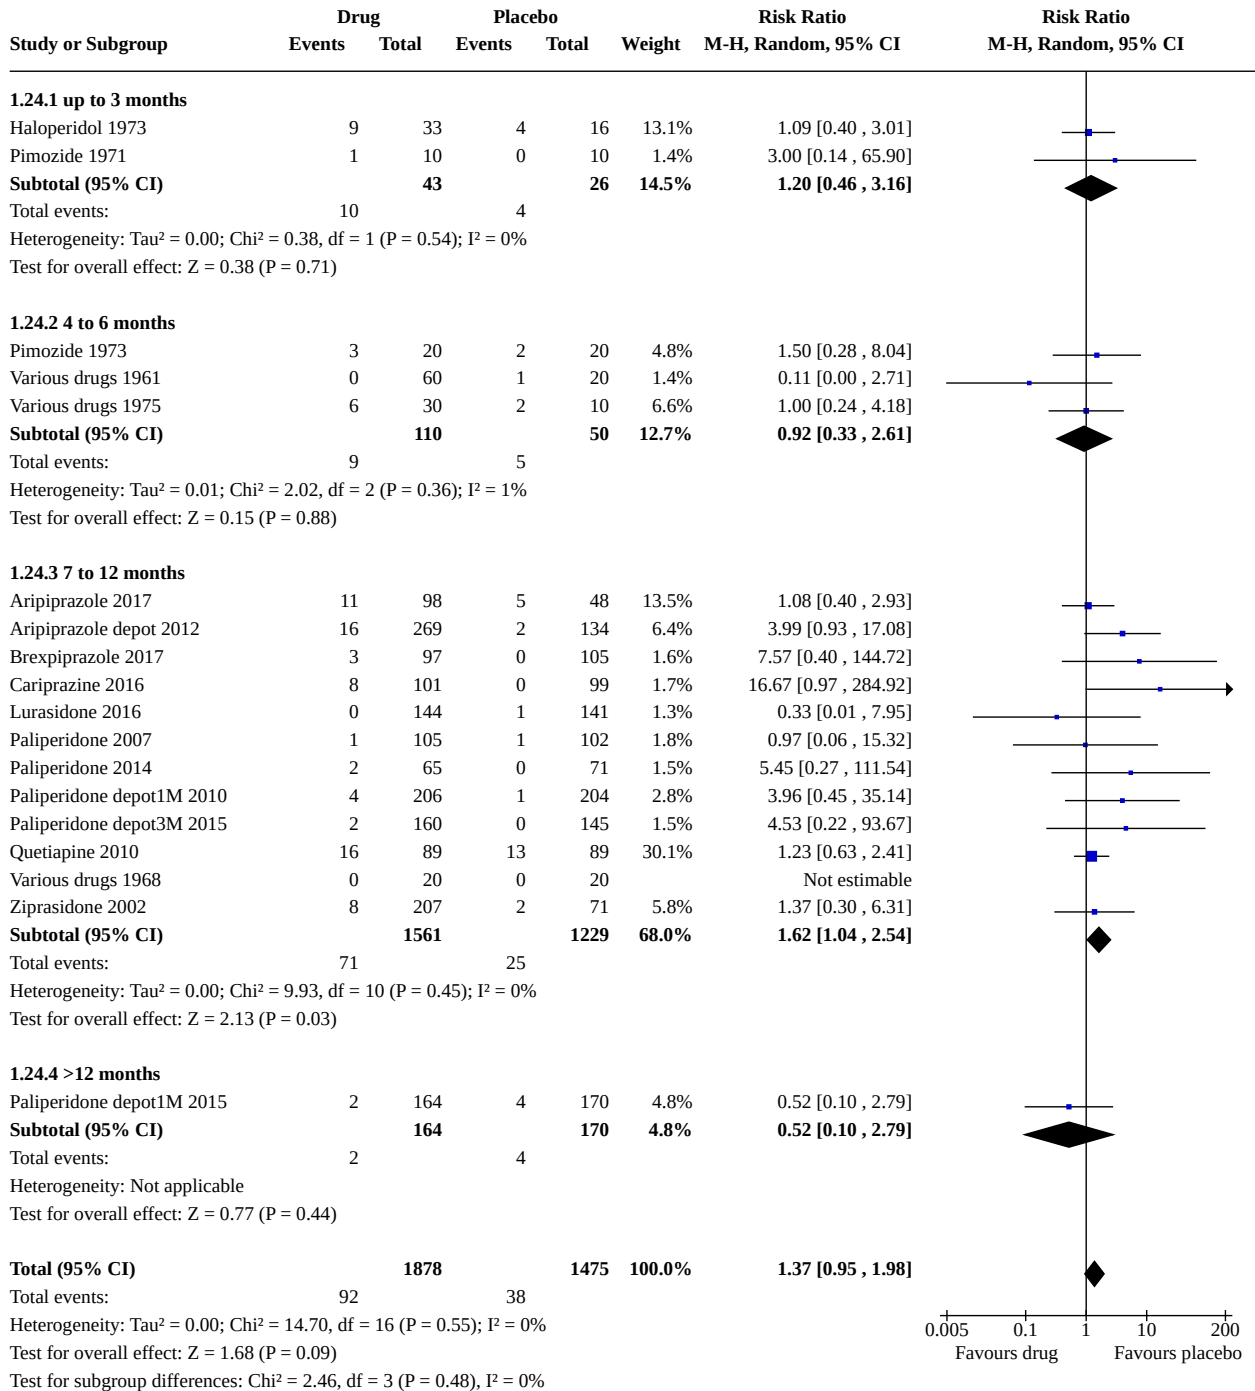 Drug Placebo Risk Ratio Risk Ratio
Study or Subgroup Events Total Events Total Weight M-H, Random, 95% CI M-H, Random, 95% CI
1.24.1 up to 3 months
Haloperidol 1973 9 33 4 16 13.1% 1.09 [0.40 , 3.01]
Pimozide 1971 1 10 0 10 1.4% 3.00 [0.14 , 65.90]
Subtotal (95% CI) 43 26 14.5% 1.20 [0.46 , 3.16]
Total events: 10 4
Heterogeneity: Tau² = 0.00; Chi² = 0.38, df = 1 (P = 0.54); I² = 0%
Test for overall effect: Z = 0.38 (P = 0.71)
1.24.2 4 to 6 months
Pimozide 1973 3 20 2 20 4.8% 1.50 [0.28 , 8.04]
Various drugs 1961 0 60 1 20 1.4% 0.11 [0.00 , 2.71]
Various drugs 1975 6 30 2 10 6.6% 1.00 [0.24 , 4.18]
Subtotal (95% CI) 110 50 12.7% 0.92 [0.33 , 2.61]
Total events: 9 5
Heterogeneity: Tau² = 0.01; Chi² = 2.02, df = 2 (P = 0.36); I² = 1%
Test for overall effect: Z = 0.15 (P = 0.88)
1.24.3 7 to 12 months
Aripiprazole 2017 11 98 5 48 13.5% 1.08 [0.40 , 2.93]
Aripiprazole depot 2012 16 269 2 134 6.4% 3.99 [0.93 , 17.08]
Brexpiprazole 2017 3 97 0 105 1.6% 7.57 [0.40 , 144.72]
Cariprazine 2016 8 101 0 99 1.7% 16.67 [0.97 , 284.92]
Lurasidone 2016 0 144 1 141 1.3% 0.33 [0.01 , 7.95]
Paliperidone 2007 1 105 1 102 1.8% 0.97 [0.06 , 15.32]
Paliperidone 2014 2 65 0 71 1.5% 5.45 [0.27 , 111.54]
Paliperidone depot1M 2010 4 206 1 204 2.8% 3.96 [0.45 , 35.14]
Paliperidone depot3M 2015 2 160 0 145 1.5% 4.53 [0.22 , 93.67]
Quetiapine 2010 16 89 13 89 30.1% 1.23 [0.63 , 2.41]
Various drugs 1968 0 20 0 20 Not estimable
Ziprasidone 2002 8 207 2 71 5.8% 1.37 [0.30 , 6.31]
Subtotal (95% CI) 1561 1229 68.0% 1.62 [1.04 , 2.54]
Total events: 71 25
Heterogeneity: Tau² = 0.00; Chi² = 9.93, df = 10 (P = 0.45); I² = 0%
Test for overall effect: Z = 2.13 (P = 0.03)
1.24.4 >12 months
Paliperidone depot1M 2015 2 164 4 170 4.8% 0.52 [0.10 , 2.79]
Subtotal (95% CI) 164 170 4.8% 0.52 [0.10 , 2.79]
Total events: 2 4
Heterogeneity: Not applicable
Test for overall effect: Z = 0.77 (P = 0.44)
Total (95% CI) 1878 1475 100.0% 1.37 [0.95 , 1.98]
Total events: 92 38
Heterogeneity: Tau² = 0.00; Chi² = 14.70, df = 16 (P = 0.55); I² = 0%
0.005 0.1 1 10 200
Test for overall effect: Z = 1.68 (P = 0.09)
Favours drug Favours placebo
Test for subgroup differences: Chi² = 2.46, df = 3 (P = 0.48), I² = 0%